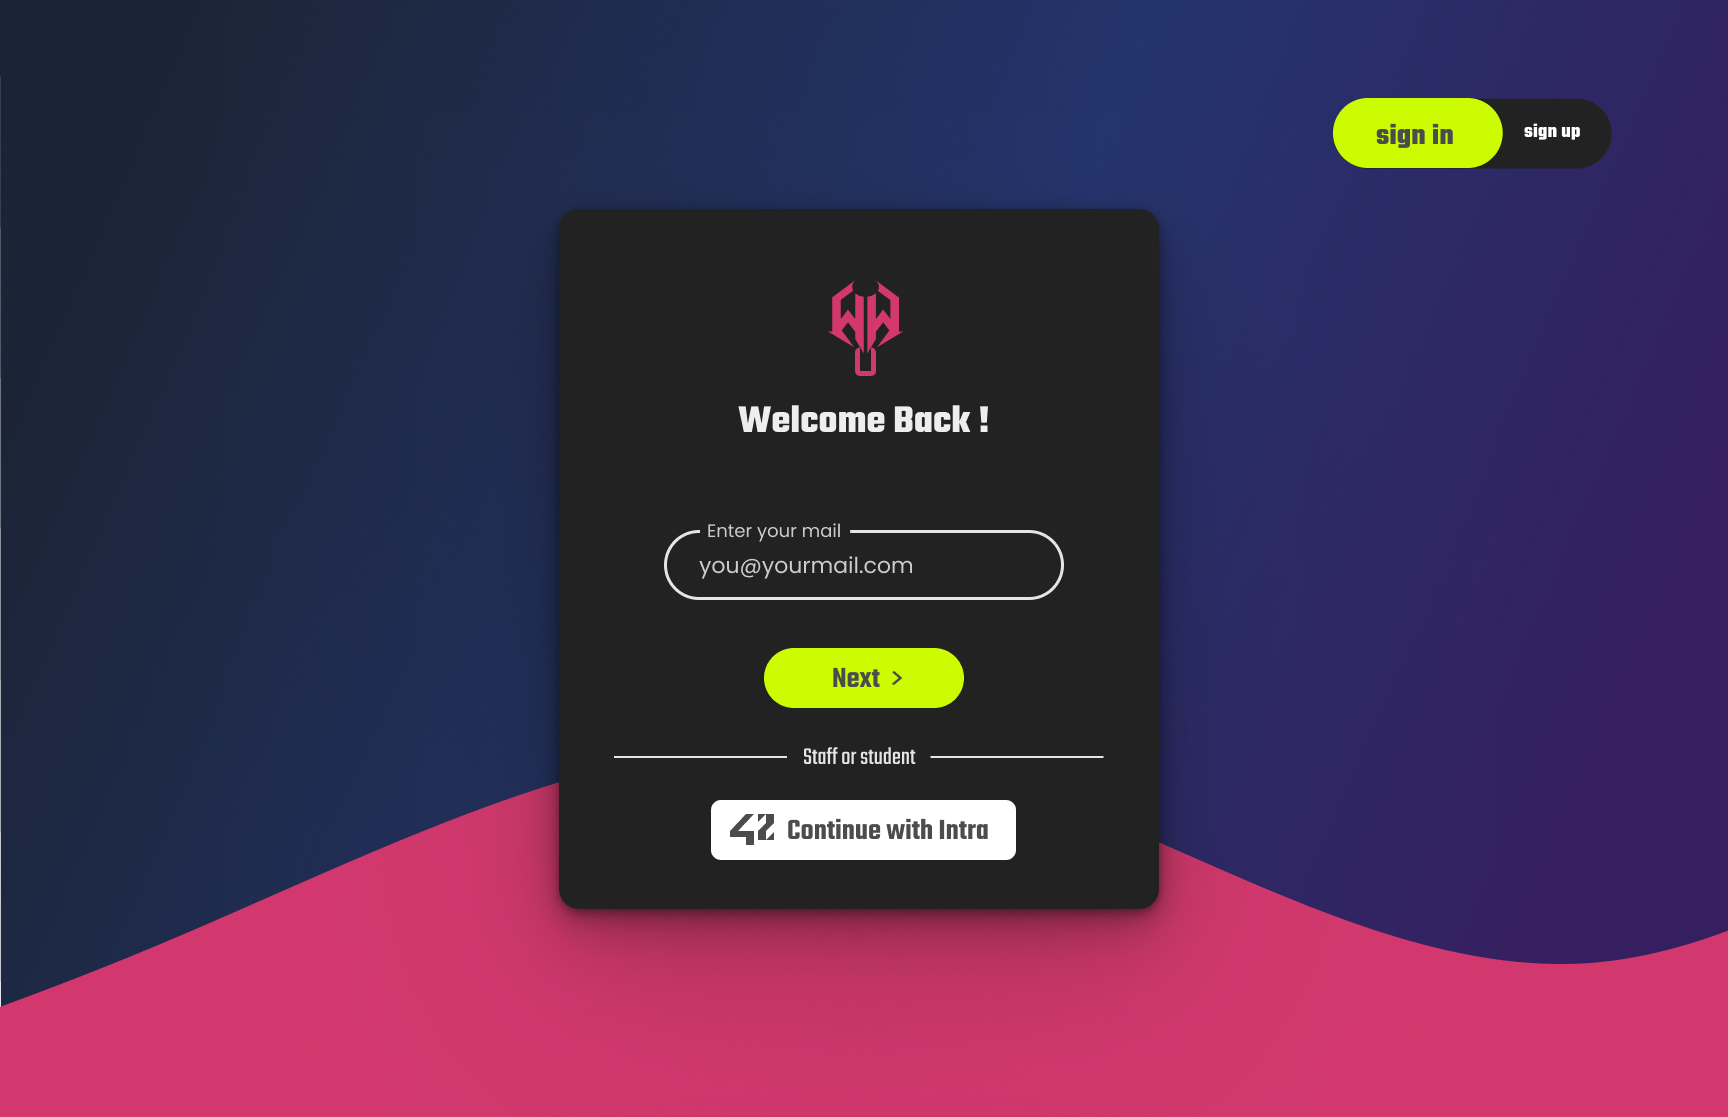 sign in
sign up
Welcome Back !
Enter your mail
you@yourmail.com
Next >
Staff or student
42 Continue with Intra